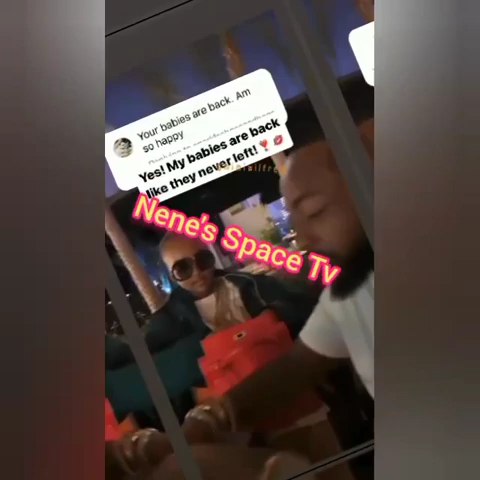 Your babies are back. Am
so happy
Yes! My babies are back
like they never left! ❣️💋
Nene's Space Tv